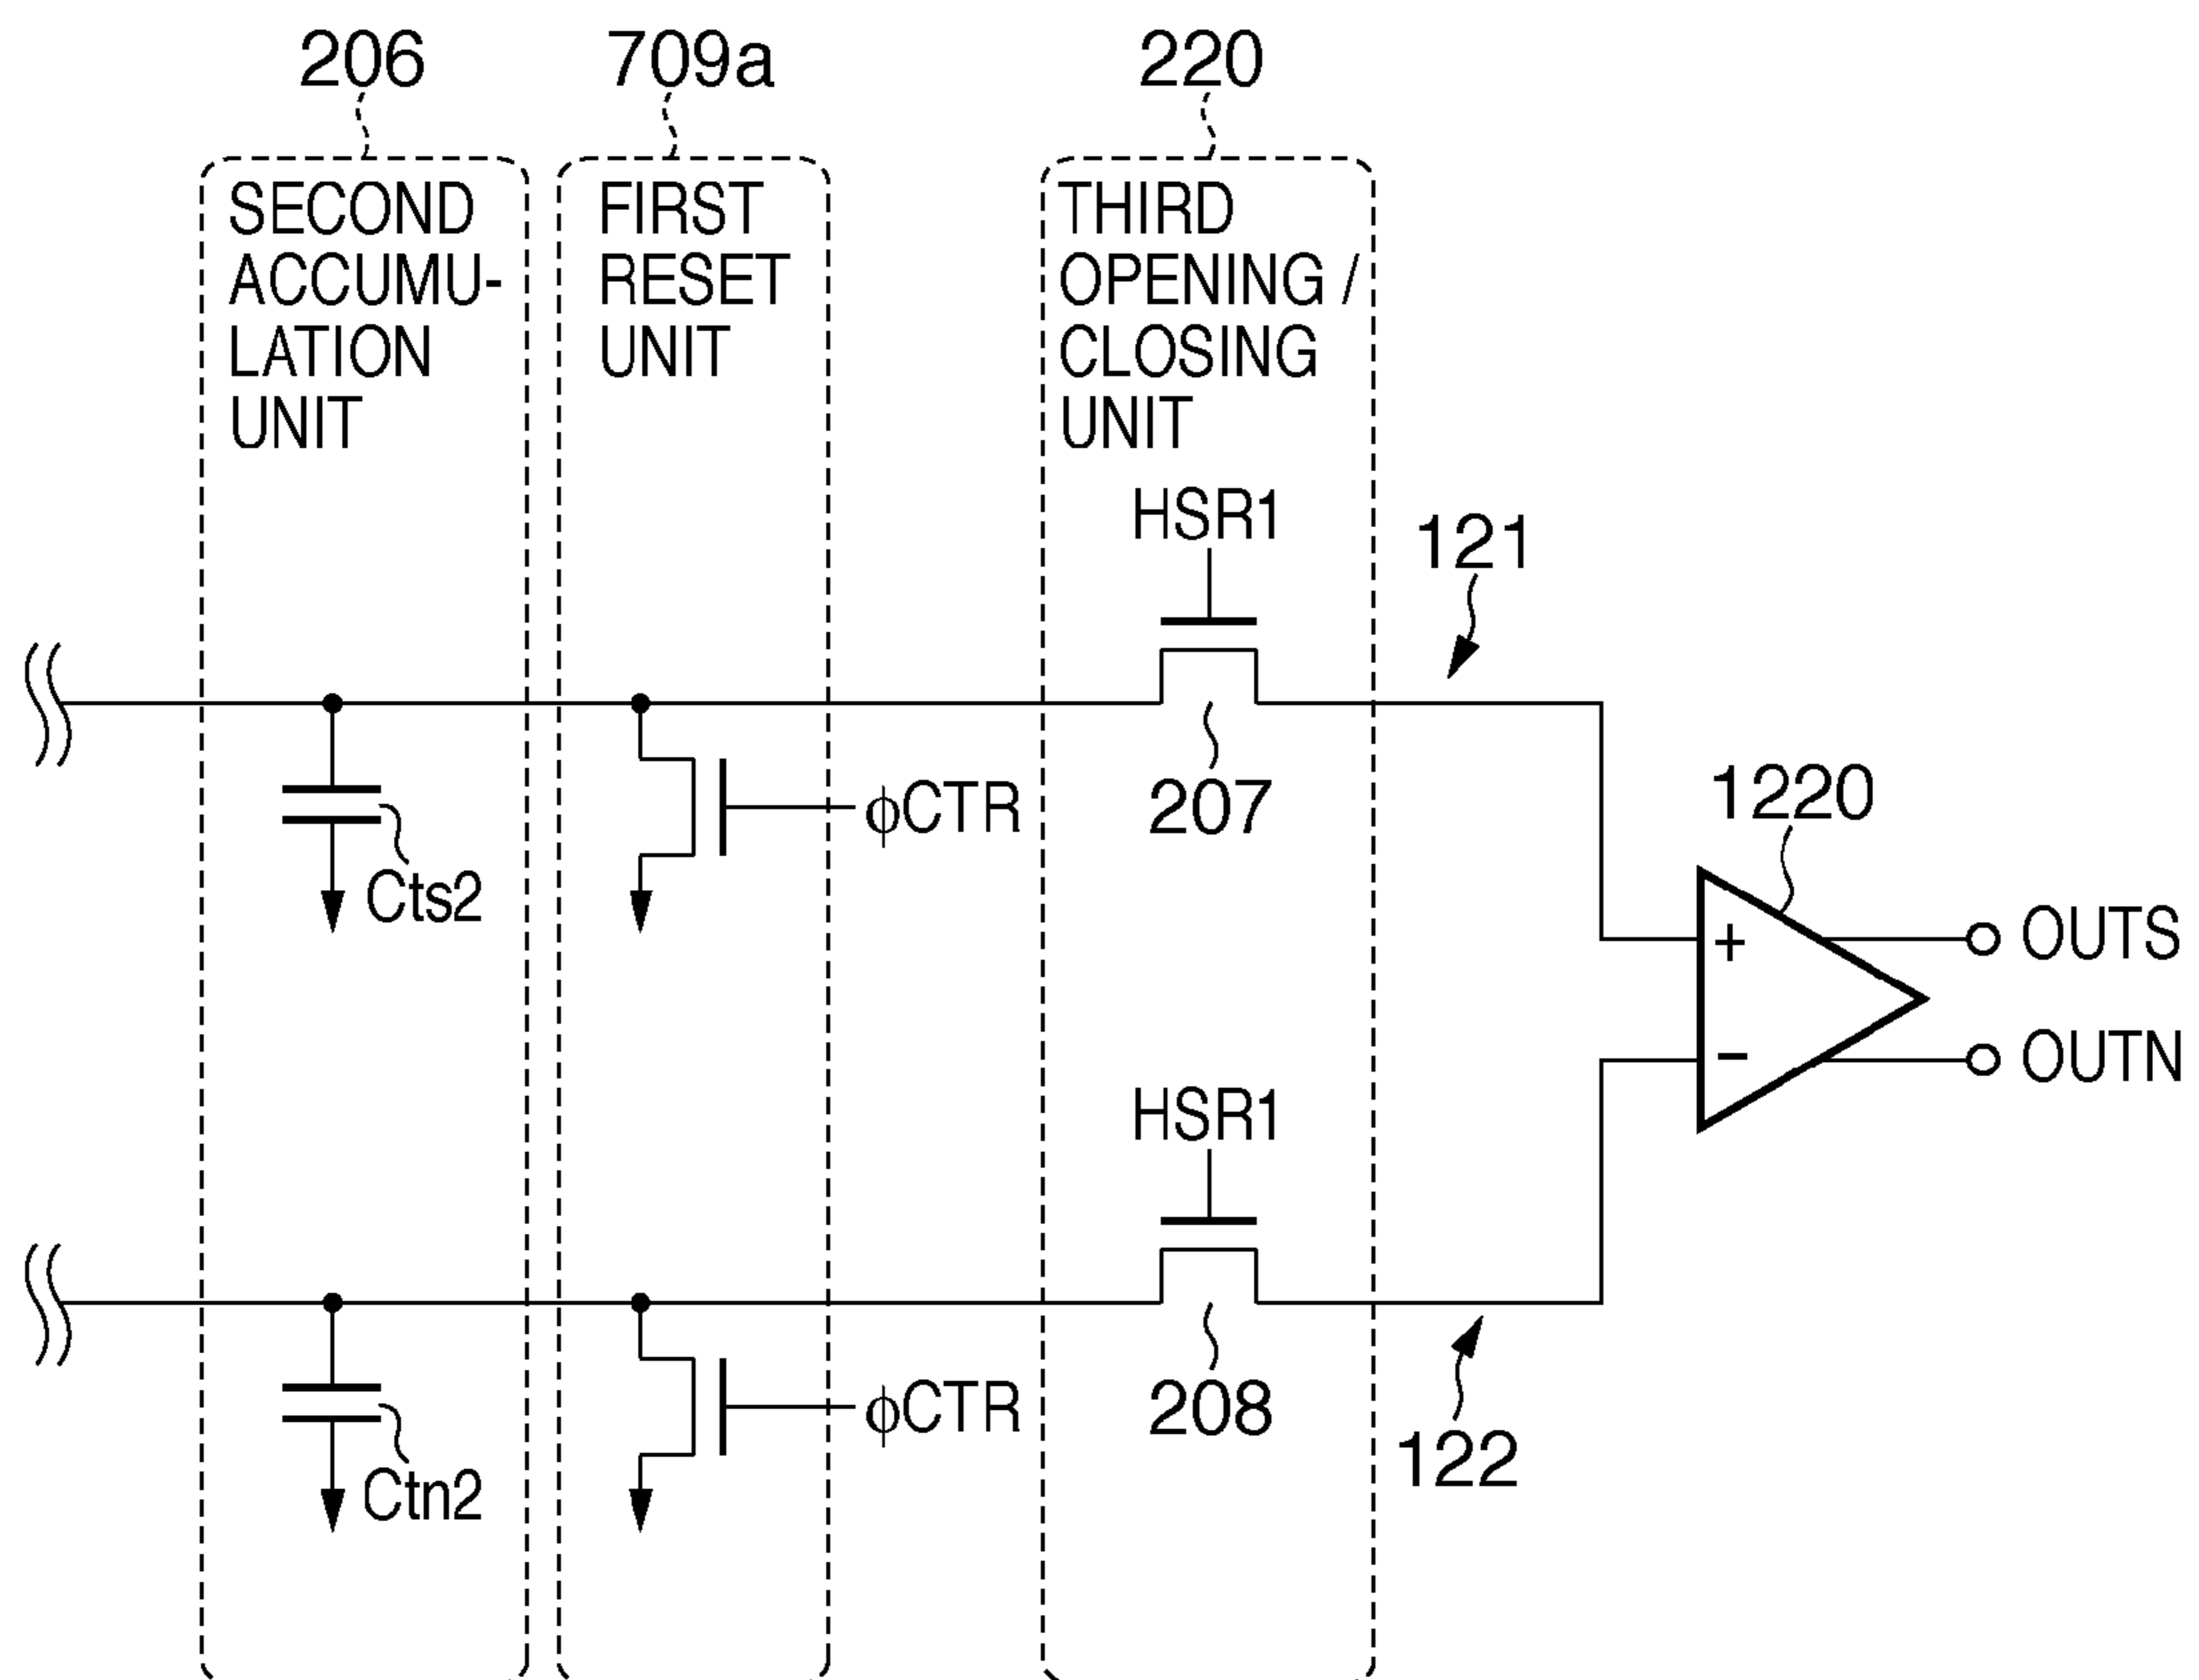 206
709a
220
SECOND
ACCUMU-
LATION
UNIT
FIRST
RESET
UNIT
THIRD
OPENING /
CLOSING
UNIT
HSR1
121
207
ϕCTR
Cts2
1220
+
OUTS
−
OUTN
HSR1
208
ϕCTR
122
Ctn2